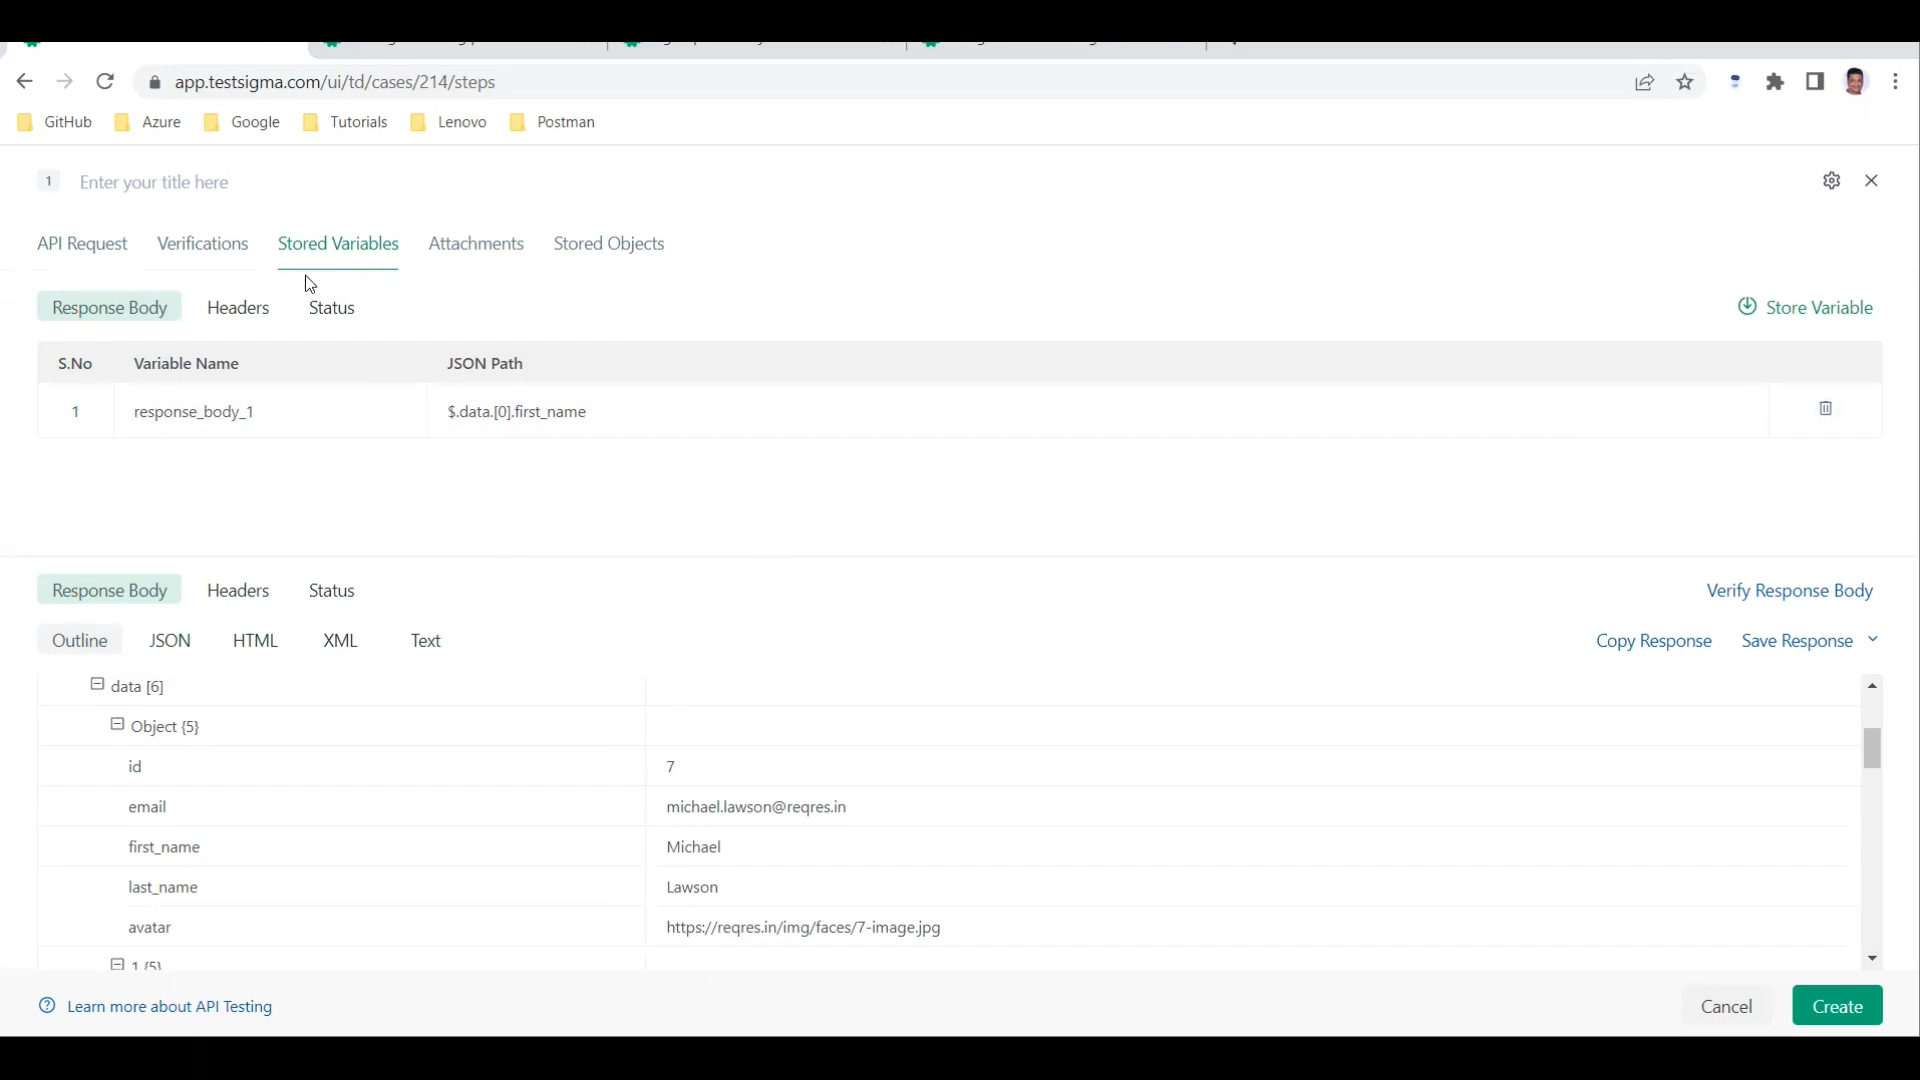 app.testsigma.com/ui/td/cases/214/steps
GitHub Azure Google Tutorials Lenovo Postman
1 Enter your title here
API Request Verifications Stored Variables Attachments Stored Objects
Response Body Headers Status Store Variable
S.No Variable Name JSON Path
1 response_body_1 $.data.[0].first_name
Response Body Headers Status Verify Response Body
Outline JSON HTML XML Text Copy Response Save Response
data [6]
Object {5}
id 7
email michael.lawson@reqres.in
first_name Michael
last_name Lawson
avatar https://reqres.in/img/faces/7-image.jpg
1 {5}
Learn more about API Testing Cancel Create